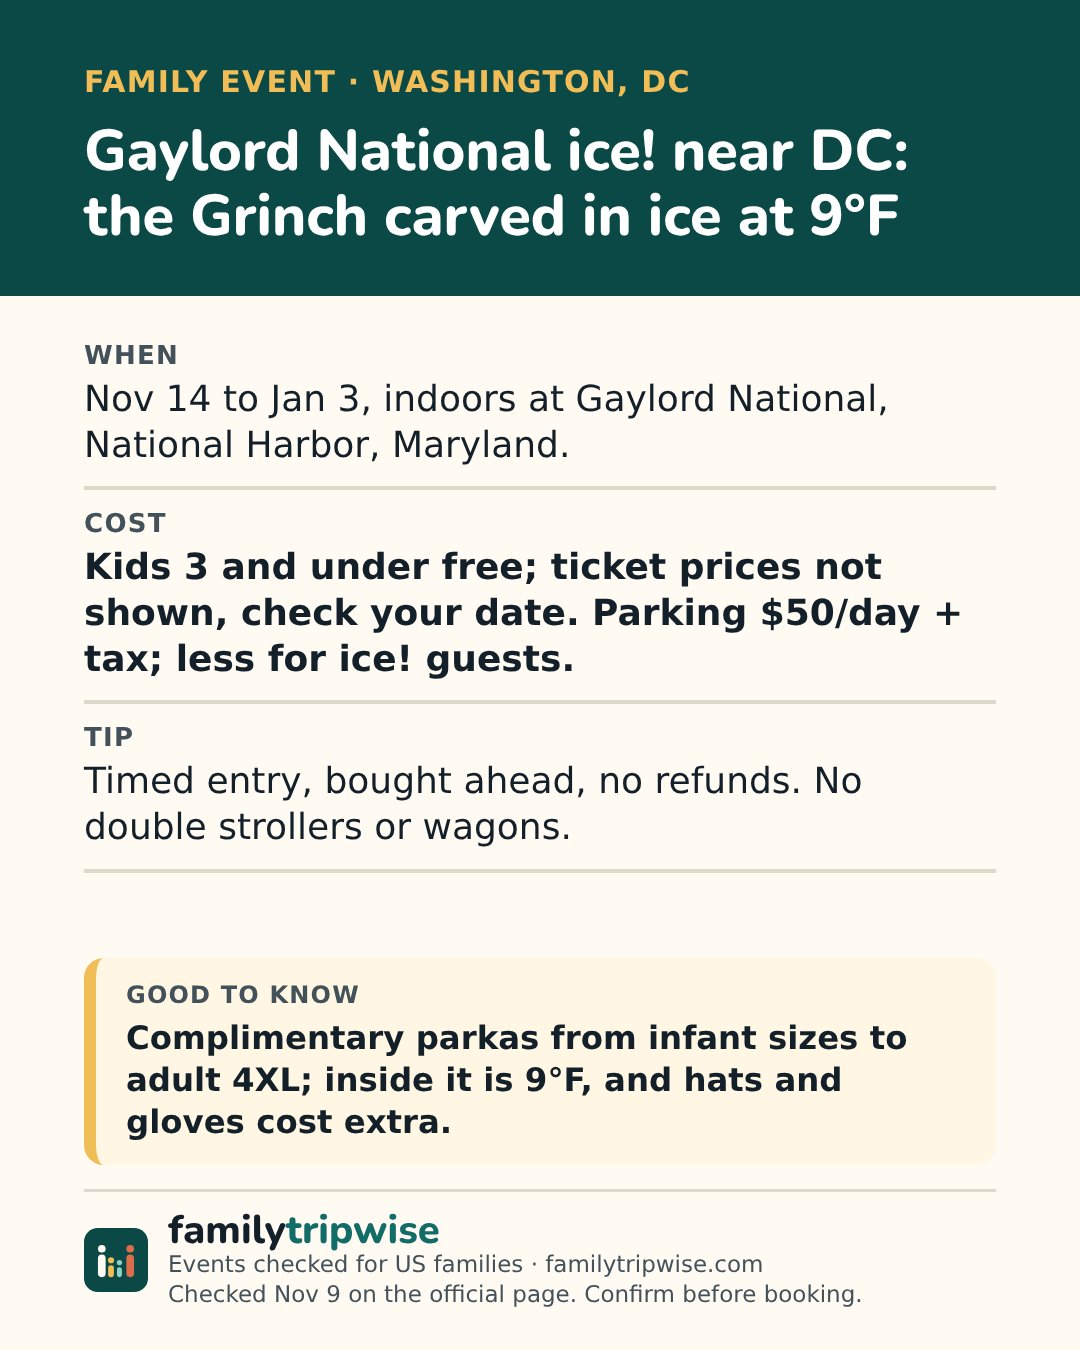 FAMILY EVENT · WASHINGTON, DC
Gaylord National ice! near DC:
the Grinch carved in ice at 9°F
WHEN
Nov 14 to Jan 3, indoors at Gaylord National,
National Harbor, Maryland.
COST
Kids 3 and under free; ticket prices not
shown, check your date. Parking $50/day +
tax; less for ice! guests.
TIP
Timed entry, bought ahead, no refunds. No
double strollers or wagons.
GOOD TO KNOW
Complimentary parkas from infant sizes to
adult 4XL; inside it is 9°F, and hats and
gloves cost extra.
familytripwise
Events checked for US families · familytripwise.com
Checked Nov 9 on the official page. Confirm before booking.